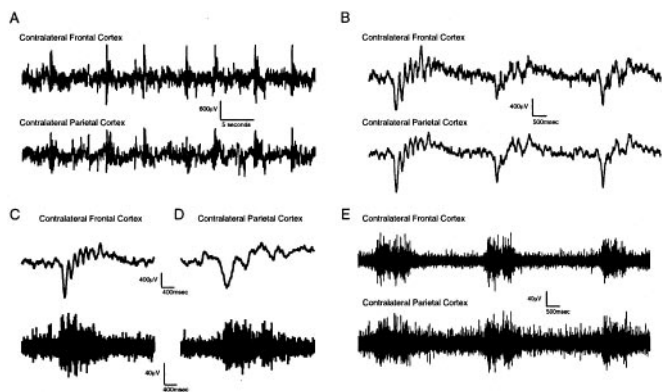 A
Contralateral Frontal Cortex
600µV
5 seconds
Contralateral Parietal Cortex
B
Contralateral Frontal Cortex
400µV
500msec
Contralateral Parietal Cortex
C
Contralateral Frontal Cortex
400µV
400msec
40µV
400msec
D
Contralateral Parietal Cortex
E
Contralateral Frontal Cortex
40µV
500msec
Contralateral Parietal Cortex